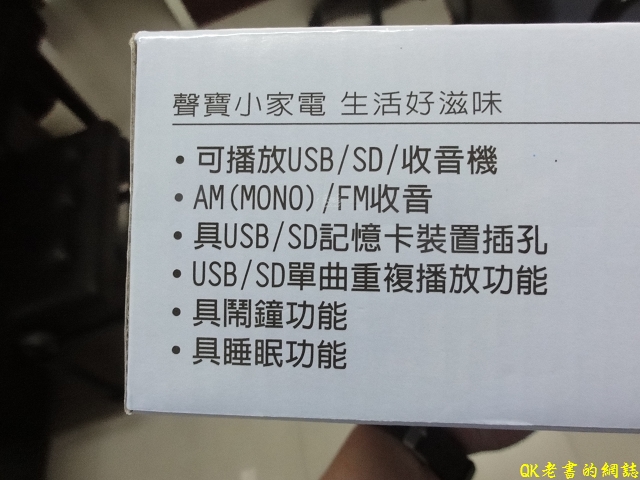 聲寶小家電 生活好滋味
•可播放USB/SD/收音機
•AM(MONO)/FM收音
•具USB/SD記憶卡裝置插孔
•USB/SD單曲重複播放功能
•具鬧鐘功能
•具睡眠功能
QK老書的網誌